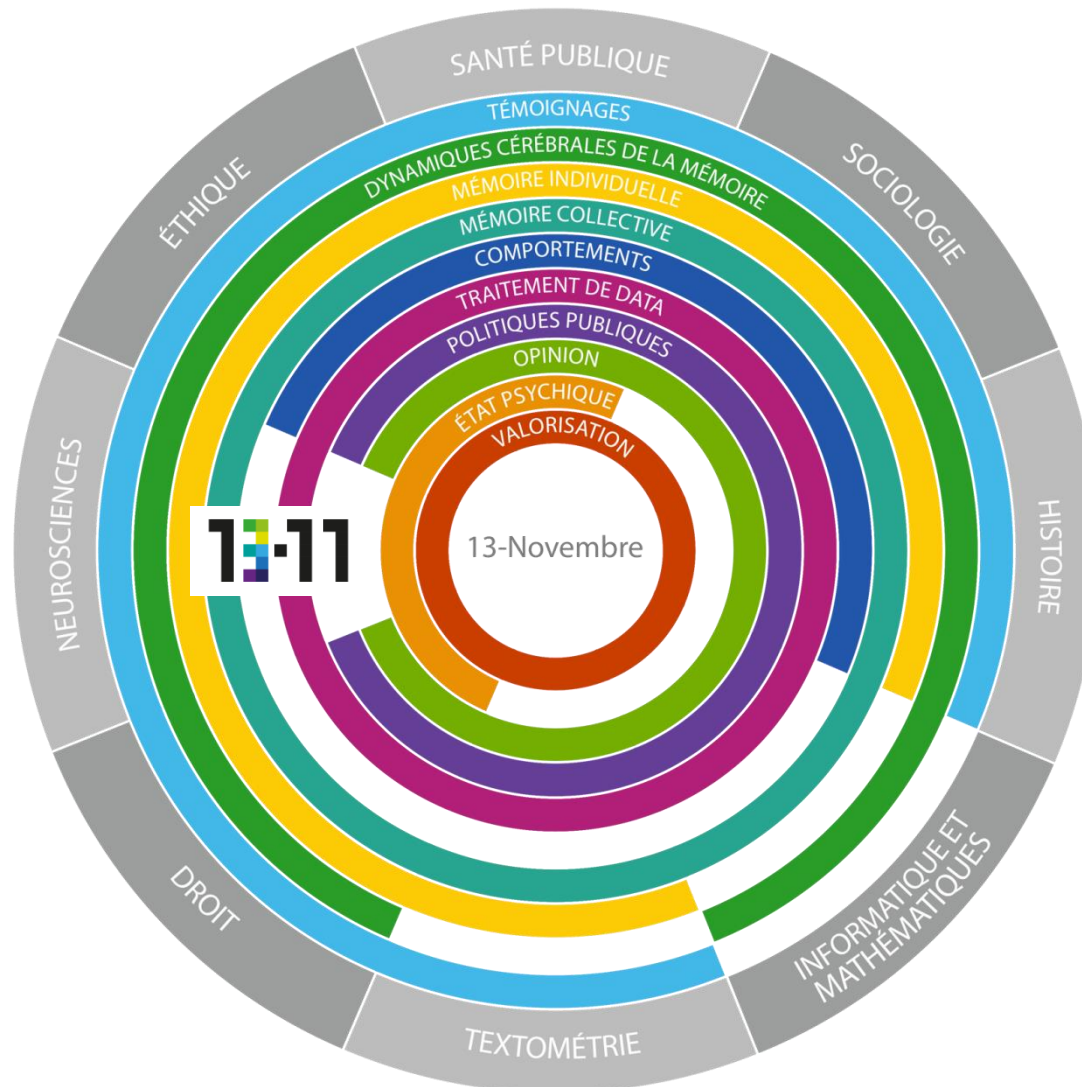 SANTÉ PUBLIQUE
SOCIOLOGIE
HISTOIRE
INFORMATIQUE ET
MATHÉMATIQUES
TEXTOMÉTRIE
DROIT
NEUROSCIENCES
ÉTHIQUE
TÉMOIGNAGES
DYNAMIQUES CÉRÉBRALES DE LA MÉMOIRE
MÉMOIRE INDIVIDUELLE
MÉMOIRE COLLECTIVE
COMPORTEMENTS
TRAITEMENT DE DATA
POLITIQUES PUBLIQUES
OPINION
ÉTAT PSYCHIQUE
VALORISATION
13-Novembre
13-11